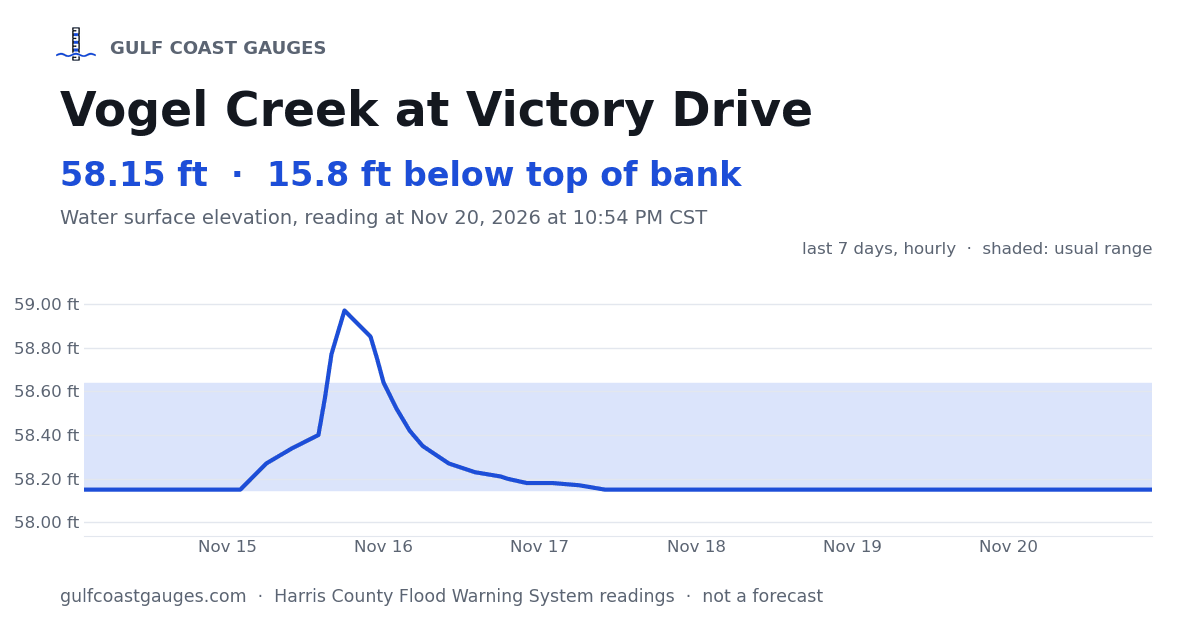 GULF COAST GAUGES
Vogel Creek at Victory Drive
58.15 ft · 15.8 ft below top of bank
Water surface elevation, reading at Nov 20, 2026 at 10:54 PM CST
last 7 days, hourly · shaded: usual range
59.00 ft
58.80 ft
58.60 ft
58.40 ft
58.20 ft
58.00 ft
Nov 15 Nov 16 Nov 17 Nov 18 Nov 19 Nov 20
gulfcoastgauges.com · Harris County Flood Warning System readings · not a forecast